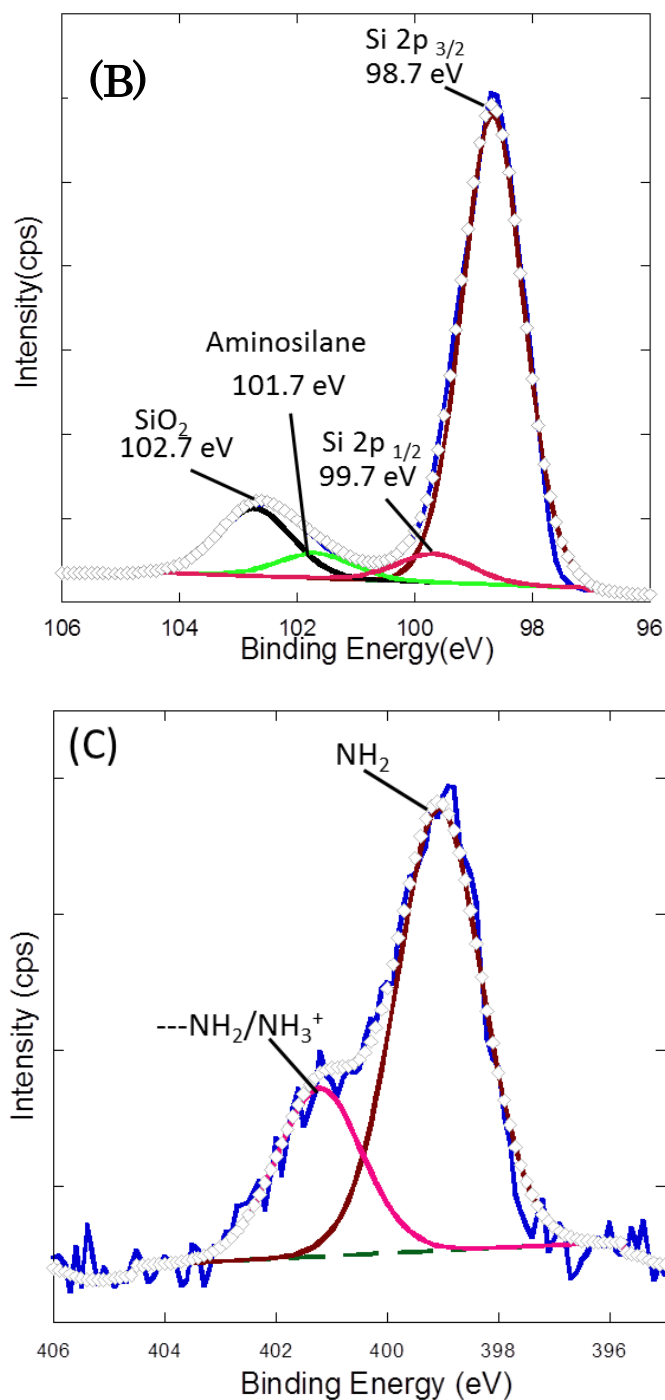 (B)
Si 2p 3/2
98.7 eV
Aminosilane
101.7 eV
SiO2
102.7 eV
Si 2p 1/2
99.7 eV
Intensity(cps)
106 104 102 100 98 96
Binding Energy(eV)
(C)
NH2
---NH2/NH3+
Intensity (cps)
406 404 402 400 398 396
Binding Energy (eV)